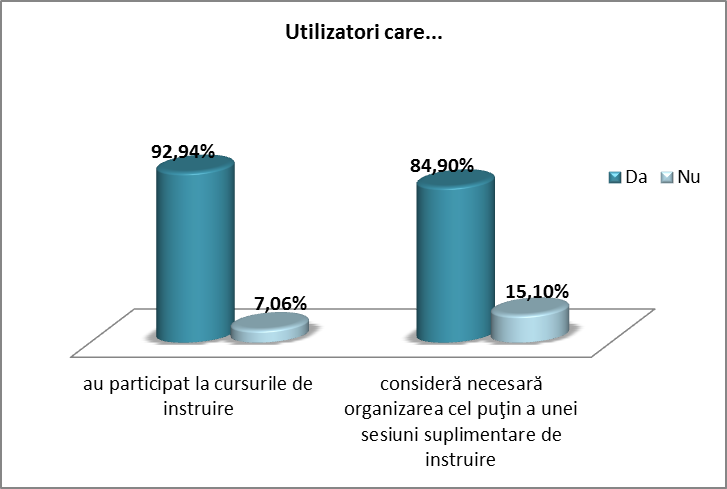 Utilizatori care...
92,94%
84,90%
Da Nu
7,06%
15,10%
au participat la cursurile de
instruire
consideră necesară
organizarea cel puţin a unei
sesiuni suplimentare de
instruire